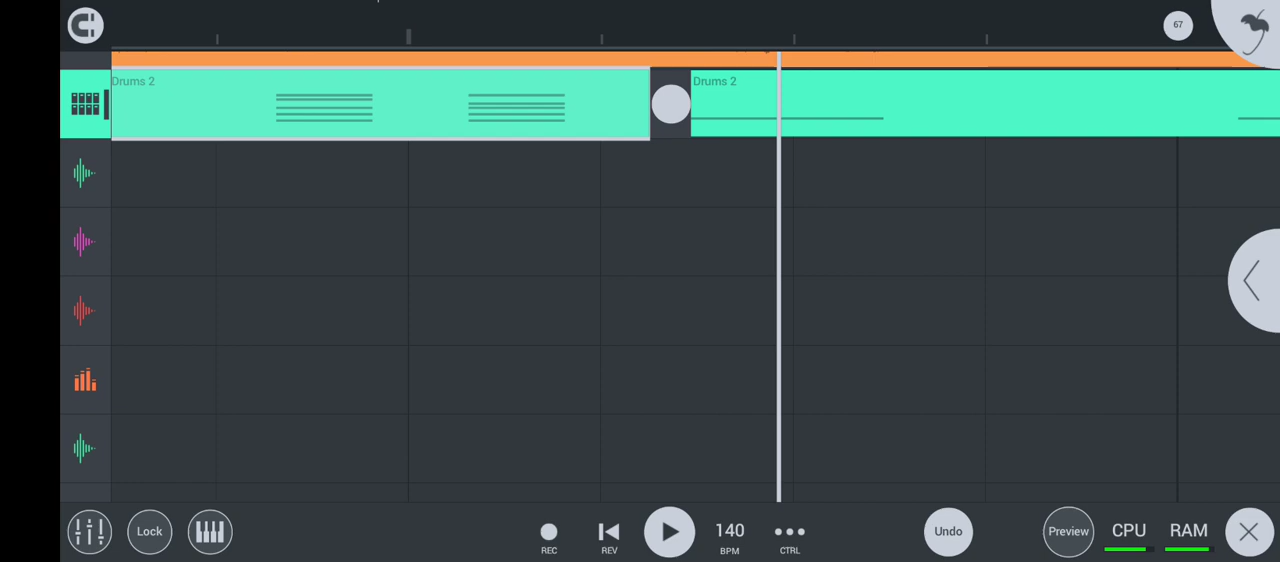 67
Drums 2
Drums 2
Lock
REC
REV
140
BPM
CTRL
Undo
Preview
CPU
RAM